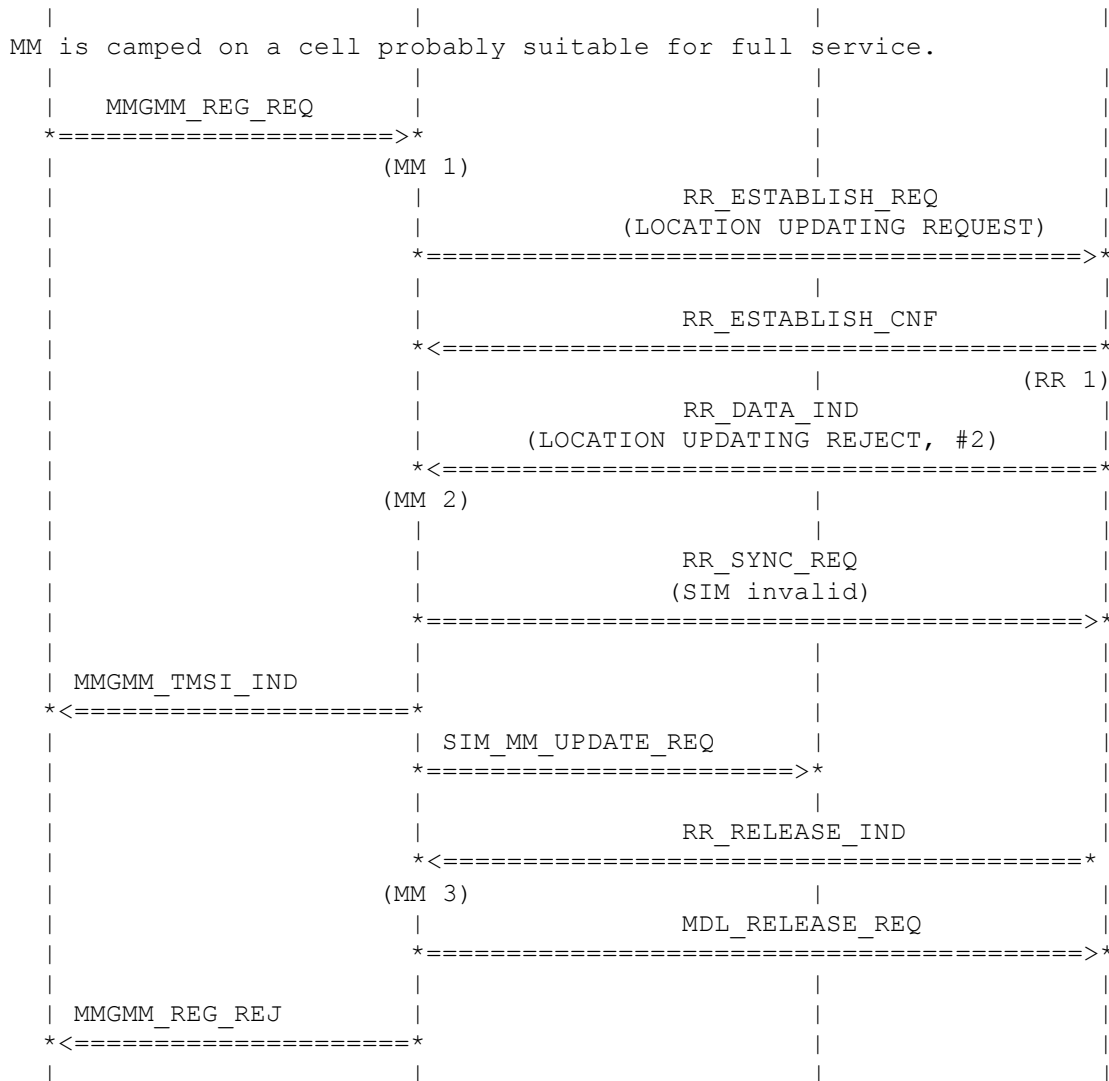 MM is camped on a cell probably suitable for full service.
MMGMM_REG_REQ
(MM 1)
RR_ESTABLISH_REQ
(LOCATION UPDATING REQUEST)
RR_ESTABLISH_CNF
(RR 1)
RR_DATA_IND
(LOCATION UPDATING REJECT, #2)
(MM 2)
RR_SYNC_REQ
(SIM invalid)
MMGMM_TMSI_IND
SIM_MM_UPDATE_REQ
RR_RELEASE_IND
(MM 3)
MDL_RELEASE_REQ
MMGMM_REG_REJ